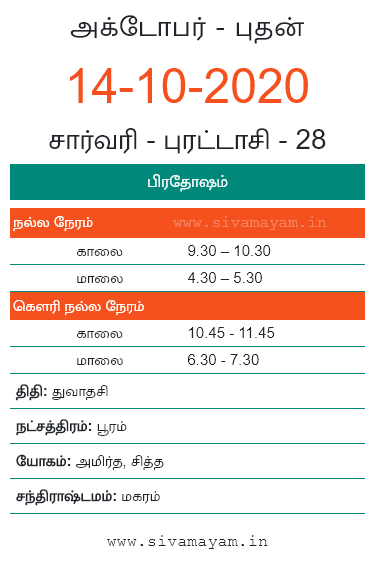 அக்டோபர் - புதன்
14-10-2020
சார்வரி - புரட்டாசி - 28
பிரதோஷம்
நல்ல நேரம் www.sivamayam.in
காலை 9.30 – 10.30
மாலை 4.30 – 5.30
கௌரி நல்ல நேரம்
காலை 10.45 - 11.45
மாலை 6.30 - 7.30
திதி: துவாதசி
நட்சத்திரம்: பூரம்
யோகம்: அமிர்த, சித்த
சந்திராஷ்டமம்: மகரம்
www.sivamayam.in